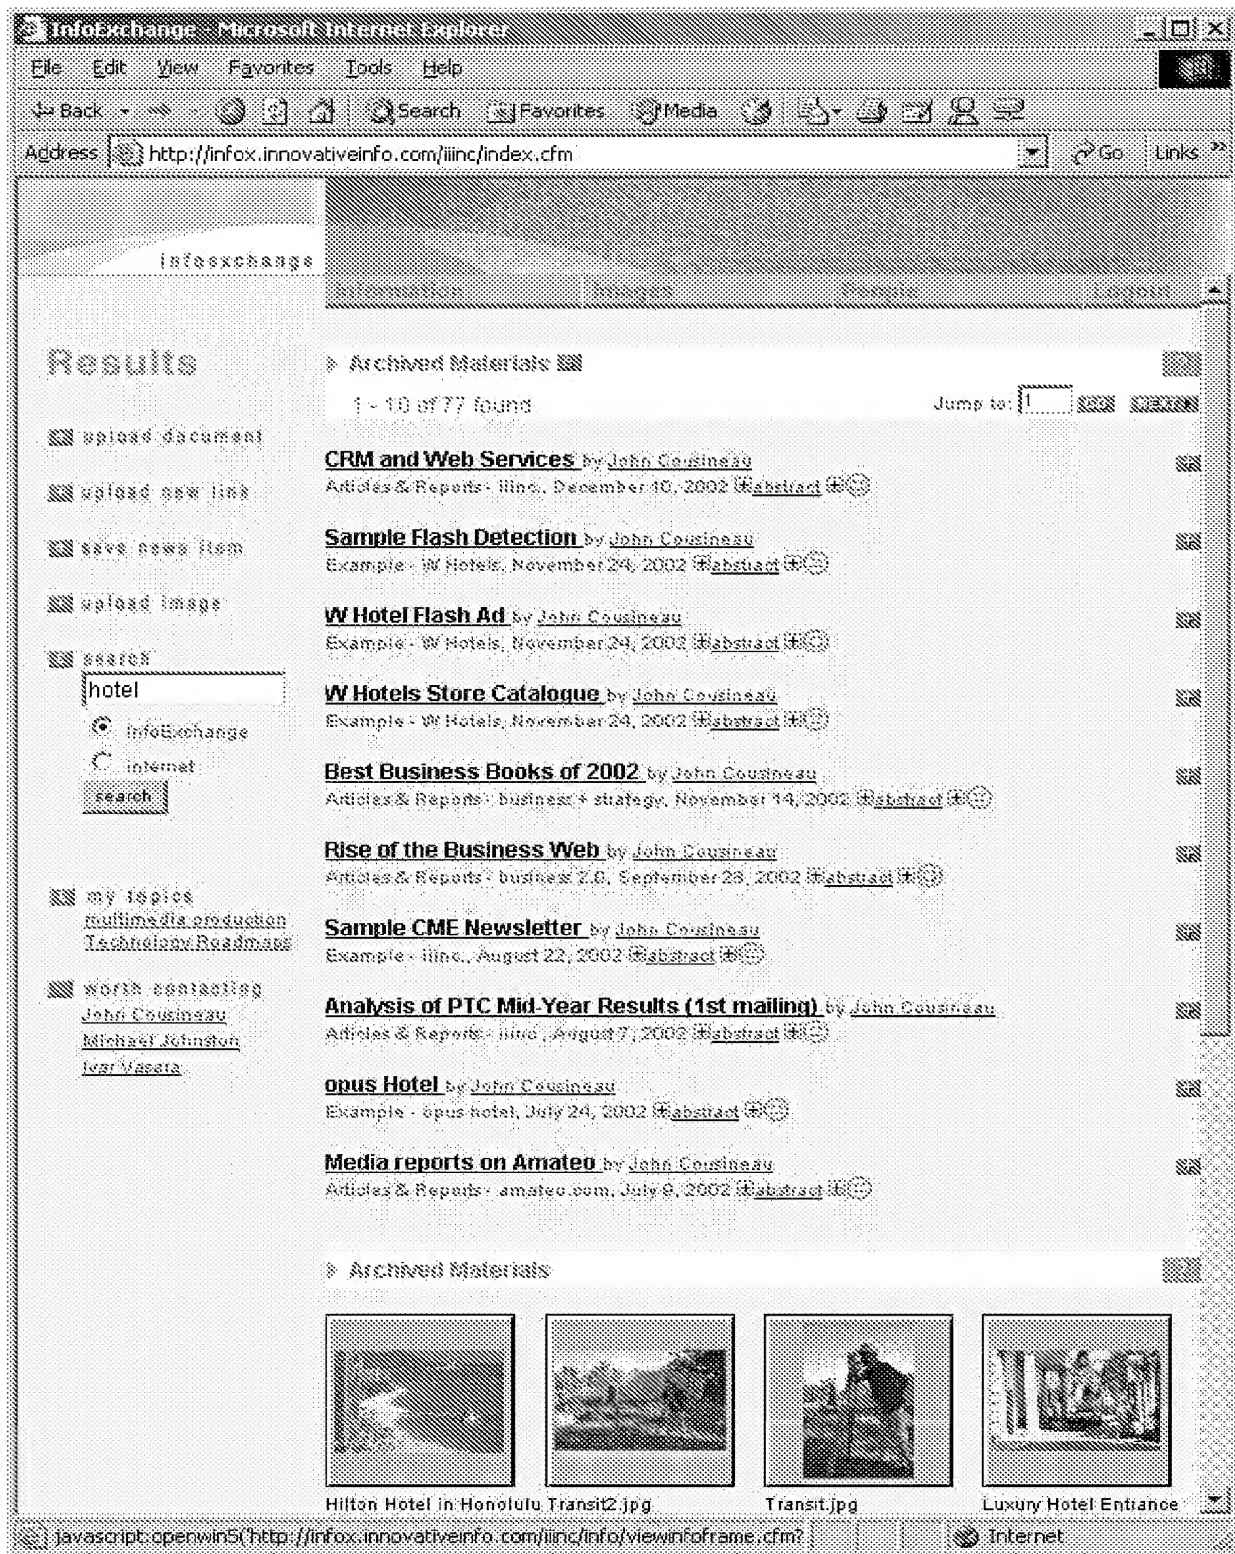 InfoExchange - Microsoft Internet Explorer
File Edit View Favorites Tools Help
Back Search Favorites Media
Address http://infox.innovativeinfo.com/iiinc/index.cfm Go Links
infoexchange
Information Images People Logout
Results
Archived Materials
1 - 10 of 77 found
Jump to: 1
upload document
upload new link
save news item
upload image
search
hotel
InfoExchange
internet
search
my topics
multimedia production
Technology Roadmaps
worth contacting
John Cousineau
Michael Johnston
CRM and Web Services by John Cousineau
Articles & Reports - iiinc., December 10, 2002 abstract
Sample Flash Detection by John Cousineau
Example - W Hotels, November 24, 2002 abstract
W Hotel Flash Ad by John Cousineau
Example - W Hotels, November 24, 2002 abstract
W Hotels Store Catalogue by John Cousineau
Example - W Hotels, November 24, 2002 abstract
Best Business Books of 2002 by John Cousineau
Articles & Reports - business + strategy, November 14, 2002 abstract
Rise of the Business Web by John Cousineau
Articles & Reports - business 2.0, September 23, 2002 abstract
Sample CME Newsletter by John Cousineau
Example - iiinc., August 22, 2002 abstract
Analysis of PTC Mid-Year Results (1st mailing) by John Cousineau
Articles & Reports - iiinc., August 7, 2002 abstract
opus Hotel by John Cousineau
Example - opus hotel, July 24, 2002 abstract
Media reports on Amateo by John Cousineau
Articles & Reports - amateo.com, July 9, 2002 abstract
Archived Materials
Hilton Hotel in Honolulu Transit2.jpg Transit.jpg Luxury Hotel Entrance
javascript:openwin5('http://infox.innovativeinfo.com/iiinc/info/viewinfoframe.cfm? Internet